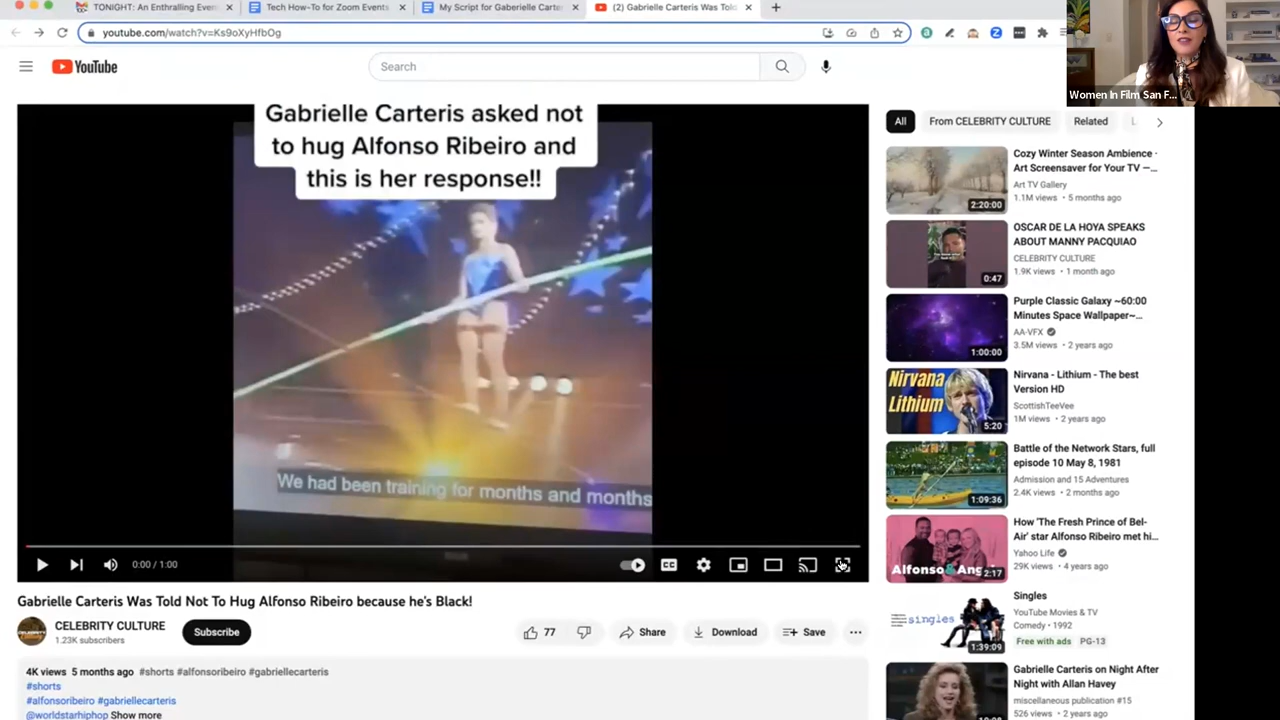 TONIGHT: An Enthralling Even
Tech How-To for Zoom Events
My Script for Gaberielle Carte
(2) Gabrielle Carteris Was Told
youtube.com/watch?v=Ks9oXyHfbOg
YouTube
Search
Women In Film San F...
Gabrielle Carteris asked not
to hug Alfonso Ribeiro and
this is her response!!
We had been training for months and months
0:00 / 1:00
Gabrielle Carteris Was Told Not To Hug Alfonso Ribeiro because he's Black!
CELEBRITY CULTURE
1.23K subscribers
Subscribe
77
Share
Download
Save
4K views 5 months ago #shorts #alfonsoribeiro #gabriellecarteris
#shorts
#alfonsoribeiro #gabriellecarteris
@worldstarhiphop Show more
All
From CELEBRITY CULTURE
Related
Cozy Winter Season Ambience ·
Art Screensaver for Your TV —...
Art TV Gallery
1.1M views • 5 months ago
2:20:00
OSCAR DE LA HOYA SPEAKS
ABOUT MANNY PACQUIAO
CELEBRITY CULTURE
1.9K views • 1 month ago
0:47
Purple Classic Galaxy ~60:00
Minutes Space Wallpaper~...
AA-VFX
3.5M views • 2 years ago
1:00:00
Nirvana - Lithium - The best
Version HD
ScottishTeeVee
1M views • 2 years ago
Nirvana
Lithium
5:20
Battle of the Network Stars, full
episode 10 May 8, 1981
Admission and 15 Adventures
2.4K views • 2 months ago
1:09:36
How 'The Fresh Prince of Bel-
Air' star Alfonso Ribeiro met hi...
Yahoo Life
29K views • 4 years ago
Alfonso & Ang
2:17
Singles
YouTube Movies & TV
Comedy • 1992
Free with ads PG-13
singles
1:39:09
Gabrielle Carteris on Night After
Night with Allan Havey
miscellaneous publication #15
526 views • 2 years ago